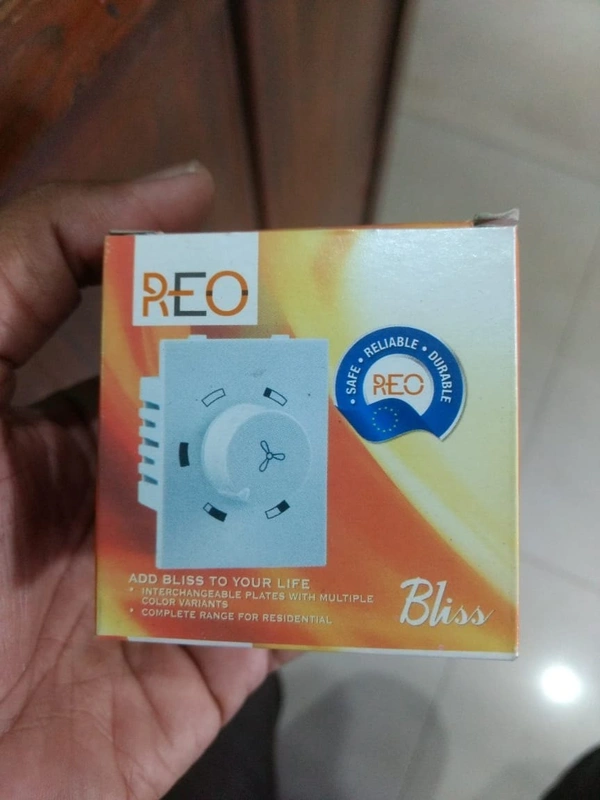 REO
SAFE • RELIABLE • DURABLE
REO
ADD BLISS TO YOUR LIFE
• INTERCHANGEABLE PLATES WITH MULTIPLE
COLOR VARIANTS
• COMPLETE RANGE FOR RESIDENTIAL
Bliss